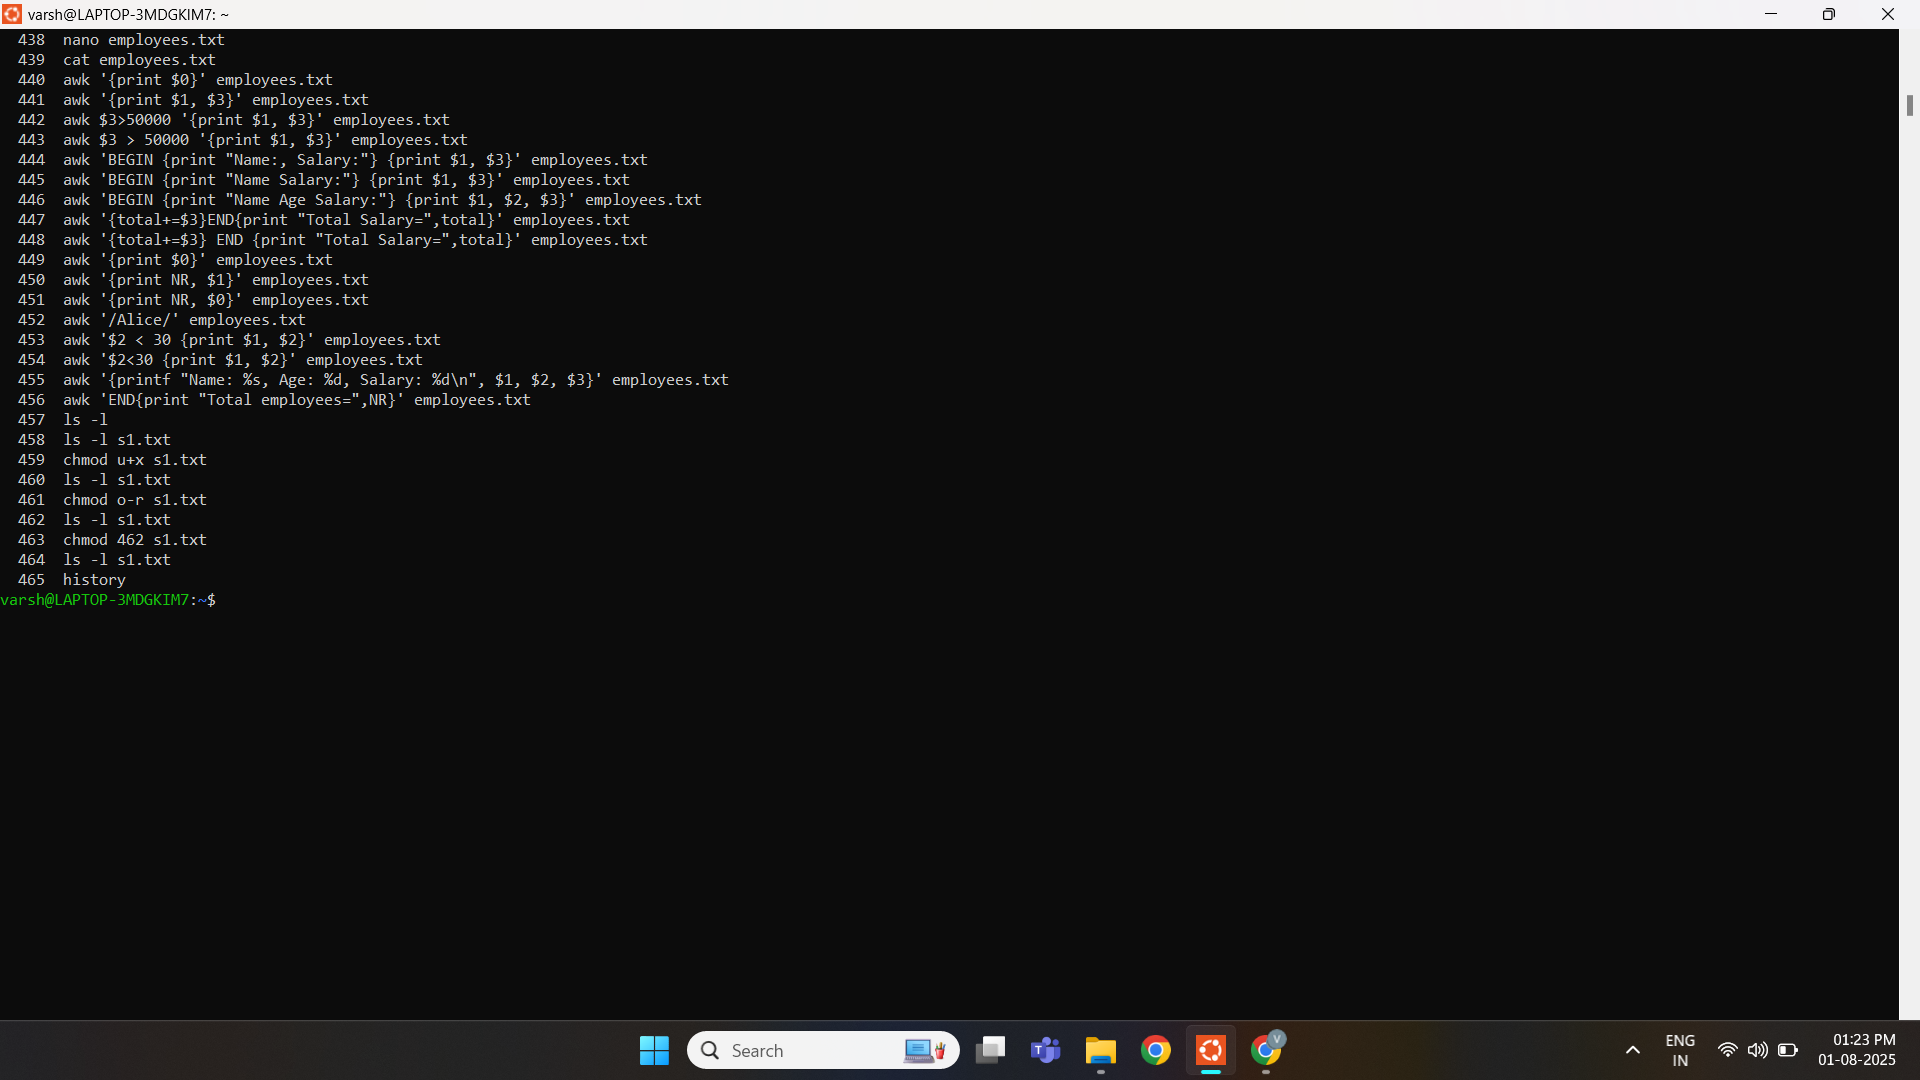 varsh@LAPTOP-3MDGKIM7: ~
438 nano employees.txt
439 cat employees.txt
440 awk '{print $0}' employees.txt
441 awk '{print $1, $3}' employees.txt
442 awk $3>50000 '{print $1, $3}' employees.txt
443 awk $3 > 50000 '{print $1, $3}' employees.txt
444 awk 'BEGIN {print "Name:, Salary:"} {print $1, $3}' employees.txt
445 awk 'BEGIN {print "Name Salary:"} {print $1, $3}' employees.txt
446 awk 'BEGIN {print "Name Age Salary:"} {print $1, $2, $3}' employees.txt
447 awk '{total+=$3}END{print "Total Salary=",total}' employees.txt
448 awk '{total+=$3} END {print "Total Salary=",total}' employees.txt
449 awk '{print $0}' employees.txt
450 awk '{print NR, $1}' employees.txt
451 awk '{print NR, $0}' employees.txt
452 awk '/Alice/' employees.txt
453 awk '$2 < 30 {print $1, $2}' employees.txt
454 awk '$2<30 {print $1, $2}' employees.txt
455 awk '{printf "Name: %s, Age: %d, Salary: %d\n", $1, $2, $3}' employees.txt
456 awk 'END{print "Total employees=",NR}' employees.txt
457 ls -l
458 ls -l s1.txt
459 chmod u+x s1.txt
460 ls -l s1.txt
461 chmod o-r s1.txt
462 ls -l s1.txt
463 chmod 462 s1.txt
464 ls -l s1.txt
465 history
varsh@LAPTOP-3MDGKIM7:~$
Search
T
V
ENG
IN
01:23 PM
01-08-2025